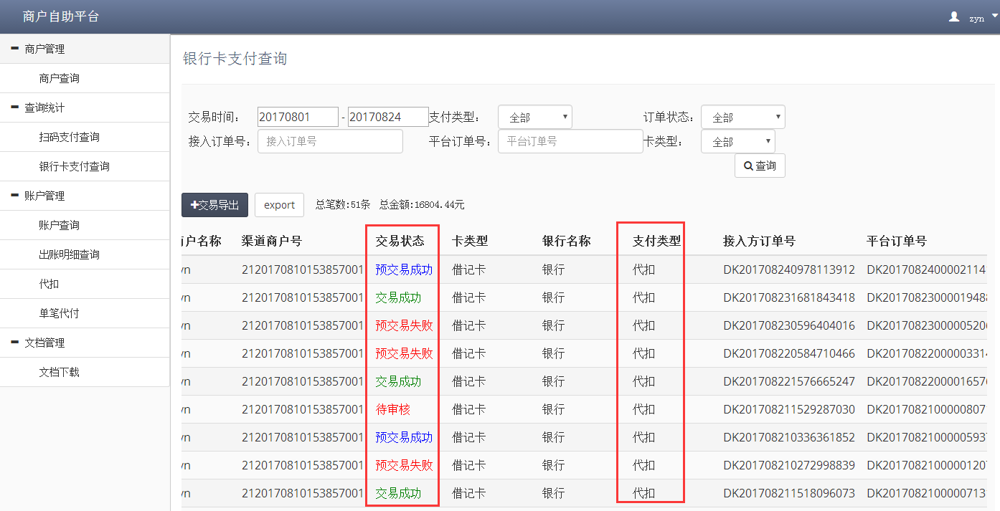 商户自助平台 zyn
商户管理
商户查询
查询统计
扫码支付查询
银行卡支付查询
账户管理
账户查询
出账明细查询
代扣
单笔代付
文档管理
文档下载
银行卡支付查询
交易时间： 20170801 - 20170824 支付类型： 全部 订单状态： 全部
接入订单号： 接入订单号 平台订单号： 平台订单号 卡类型： 全部
查询
交易导出 export 总笔数:51条 总金额:16804.44元
户名称 渠道商户号 交易状态 卡类型 银行名称 支付类型 接入方订单号 平台订单号
yn 2120170810153857001 预交易成功 借记卡 银行 代扣 DK201708240978113912 DK2017082400002114
yn 2120170810153857001 交易成功 借记卡 银行 代扣 DK201708231681843418 DK201708230001948
yn 2120170810153857001 预交易失败 借记卡 银行 代扣 DK201708230596404016 DK201708230000520
yn 2120170810153857001 预交易失败 借记卡 银行 代扣 DK201708220584710466 DK201708220000331
yn 2120170810153857001 交易成功 借记卡 银行 代扣 DK201708221576665247 DK201708220001657
yn 2120170810153857001 待审核 借记卡 银行 代扣 DK201708211529287030 DK201708210000807
yn 2120170810153857001 预交易成功 借记卡 银行 代扣 DK201708210336361852 DK201708210000593
yn 2120170810153857001 预交易失败 借记卡 银行 代扣 DK201708210272998839 DK201708210000120
yn 2120170810153857001 交易成功 借记卡 银行 代扣 DK201708211518096073 DK201708210000713